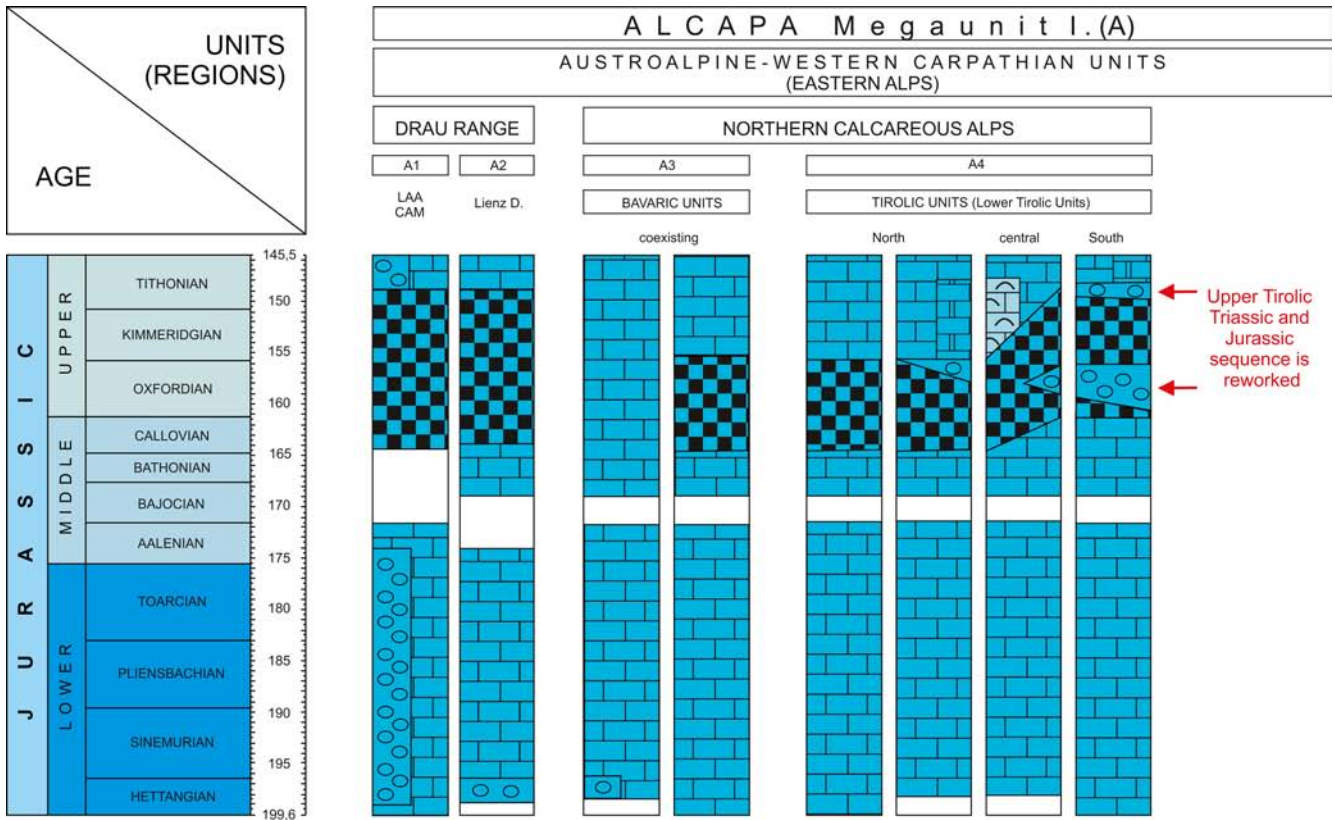 UNITS
(REGIONS)
AGE
ALCAPA Megaunit I. (A)
AUSTROALPINE-WESTERN CARPATHIAN UNITS
(EASTERN ALPS)
DRAU RANGE
NORTHERN CALCAREOUS ALPS
A1
A2
A3
A4
LAA
CAM
Lienz D.
BAVARIC UNITS
TIROLIC UNITS (Lower Tirolic Units)
coexisting
North
central
South
JURASSIC
UPPER
MIDDLE
LOWER
TITHONIAN
KIMMERIDGIAN
OXFORDIAN
CALLOVIAN
BATHONIAN
BAJOCIAN
AALENIAN
TOARCIAN
PLIENSBACHIAN
SINEMURIAN
HETTANGIAN
145,5
150
155
160
165
170
175
180
185
190
195
199,6
Upper Tirolic
Triassic and
Jurassic
sequence is
reworked